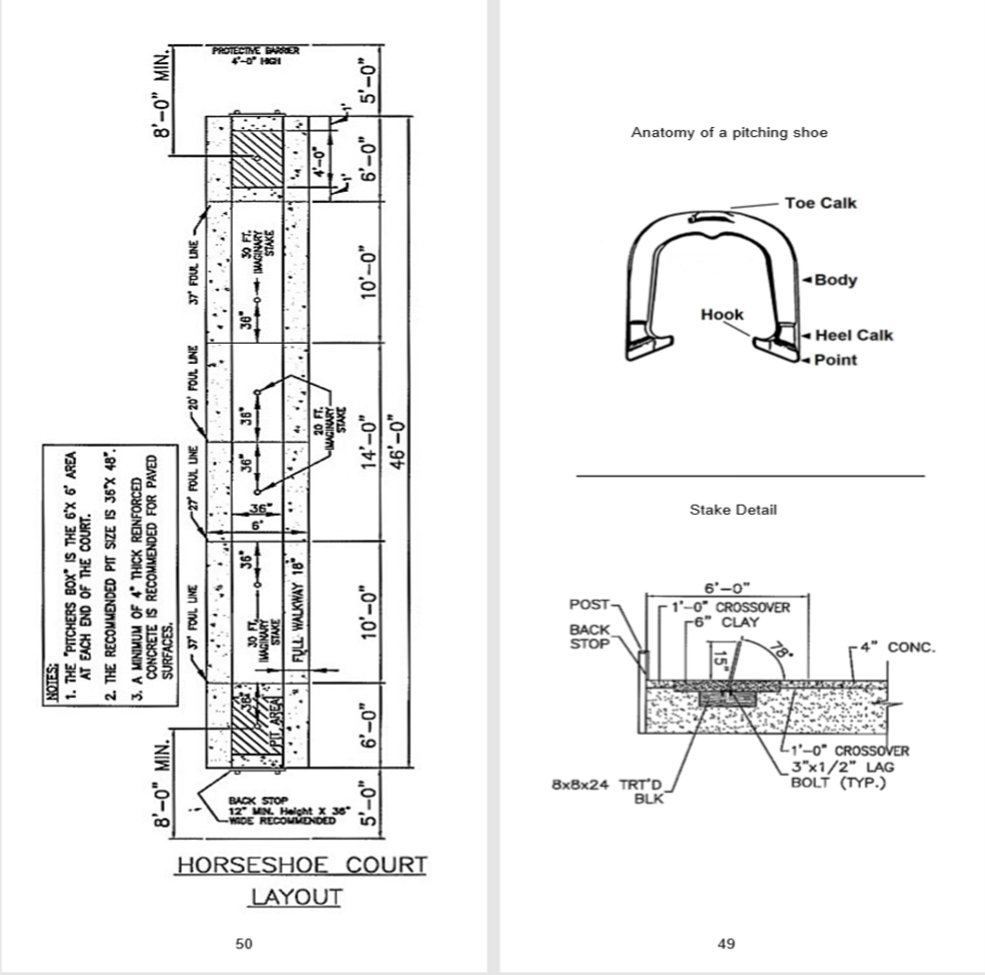 PROTECTIVE BARRIER
4'-0" HIGH
8'-0" MIN.
5'-0"
1'
4'-0"
6'-0"
1'
37' FOUL LINE
30 FT.
IMAGINARY
STAKE
36"
10'-0"
20' FOUL LINE
36"
20 FT.
IMAGINARY
STAKE
36"
14'-0"
46'-0"
27' FOUL LINE
36"
6'
36"
30 FT.
IMAGINARY
STAKE
FULL WALKWAY 18"
10'-0"
37' FOUL LINE
36"
PIT AREA
6'-0"
8'-0" MIN.
BACK STOP
12" MIN. Height X 36"
WIDE RECOMMENDED
5'-0"
NOTES:
1. THE "PITCHERS BOX" IS THE 6'X 6' AREA
AT EACH END OF THE COURT.
2. THE RECOMMENDED PIT SIZE IS 36"X 48".
3. A MINIMUM OF 4" THICK REINFORCED
CONCRETE IS RECOMMENDED FOR PAVED
SURFACES.
HORSESHOE COURT
LAYOUT
50
Anatomy of a pitching shoe
Toe Calk
Body
Hook
Heel Calk
Point
Stake Detail
6'-0"
POST
1'-0" CROSSOVER
6" CLAY
BACK
STOP
15"
78°
4" CONC.
1'-0" CROSSOVER
3"x1/2" LAG
BOLT (TYP.)
8x8x24 TRT'D
BLK
49